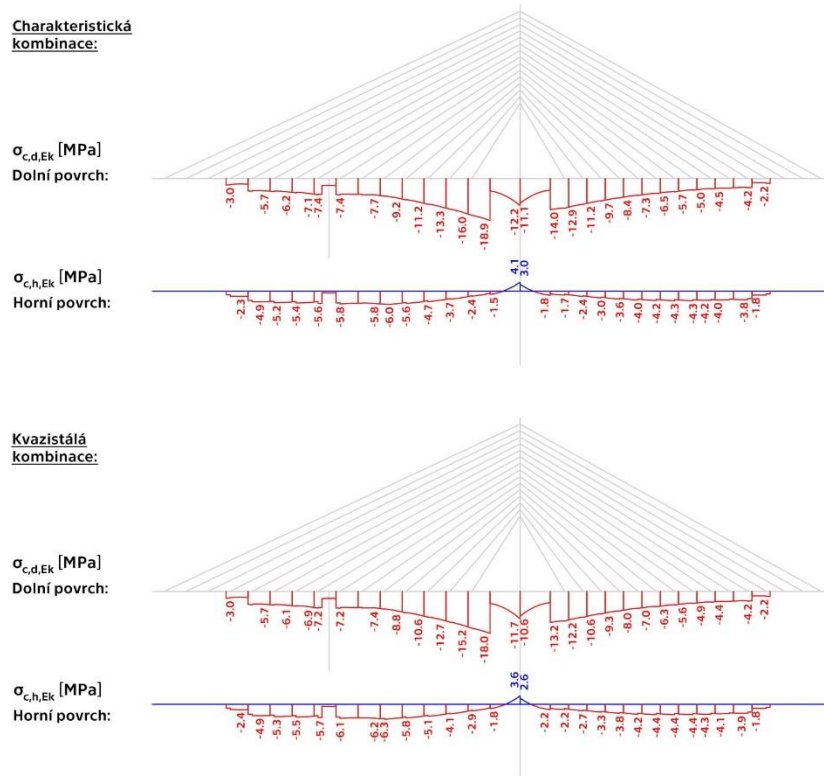 Charakteristická
kombinace:
σc,d,Ek [MPa]
Dolní povrch:
-3.0 -5.7 -6.2 -7.1 -7.4 -7.4 -7.7 -9.2 -11.2 -13.3 -16.0 -18.9 -12.2 -11.1 -14.0 -12.9 -11.2 -9.7 -8.4 -7.3 -6.5 -5.7 -5.0 -4.5 -4.2 -2.2
σc,h,Ek [MPa]
Horní povrch:
4.1 3.0
-2.3 -4.9 -5.2 -5.4 -5.6 -5.8 -5.8 -6.0 -5.6 -4.7 -3.7 -2.4 -1.5 -1.8 -1.7 -2.4 -3.0 -3.6 -4.0 -4.2 -4.3 -4.3 -4.2 -4.0 -3.8 -1.8
Kvazistálá
kombinace:
σc,d,Ek [MPa]
Dolní povrch:
-3.0 -5.7 -6.1 -6.9 -7.2 -7.2 -7.4 -8.8 -10.6 -12.7 -15.2 -18.0 -11.7 -10.6 -13.2 -12.2 -10.6 -9.3 -8.0 -7.0 -6.3 -5.6 -4.9 -4.4 -4.2 -2.2
σc,h,Ek [MPa]
Horní povrch:
3.6 2.6
-2.4 -4.9 -5.3 -5.5 -5.7 -6.1 -6.2 -6.3 -5.8 -5.1 -4.1 -2.9 -1.8 -2.2 -2.2 -2.7 -3.3 -3.8 -4.2 -4.4 -4.4 -4.4 -4.3 -4.1 -3.9 -1.8